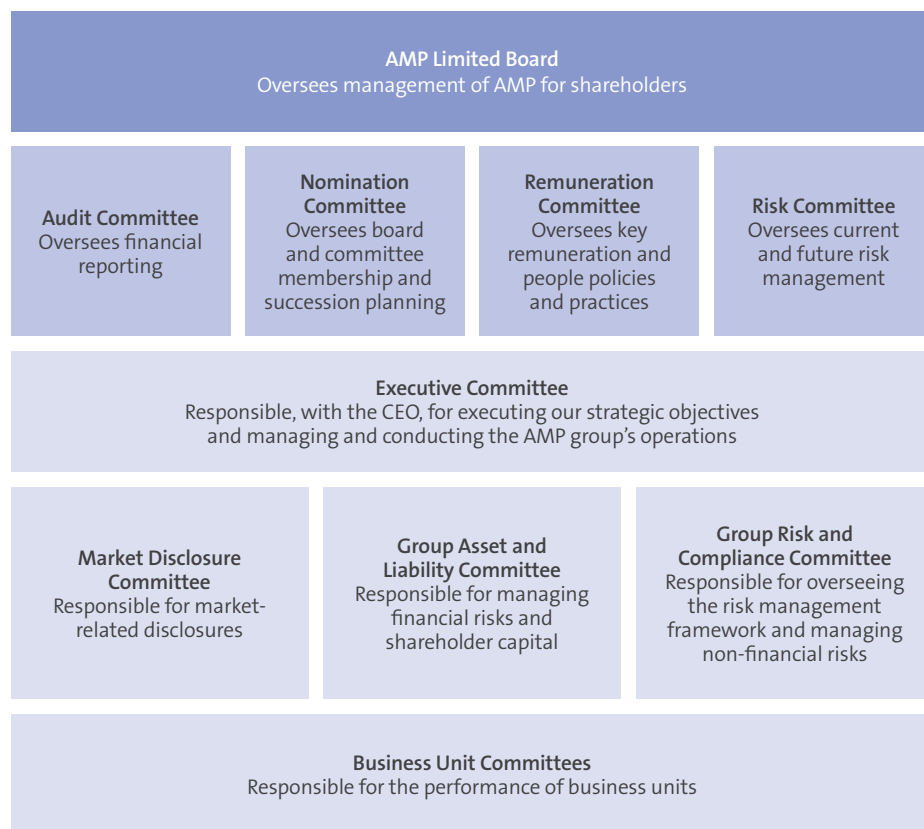 AMP Limited Board
Oversees management of AMP for shareholders
Audit Committee
Oversees financial
reporting
Nomination
Committee
Oversees board
and committee
membership and
succession planning
Remuneration
Committee
Oversees key
remuneration and
people policies
and practices
Risk Committee
Oversees current
and future risk
management
Executive Committee
Responsible, with the CEO, for executing our strategic objectives
and managing and conducting the AMP group’s operations
Market Disclosure
Committee
Responsible for market-
related disclosures
Group Asset and
Liability Committee
Responsible for managing
financial risks and
shareholder capital
Group Risk and
Compliance Committee
Responsible for overseeing
the risk management
framework and managing
non-financial risks
Business Unit Committees
Responsible for the performance of business units